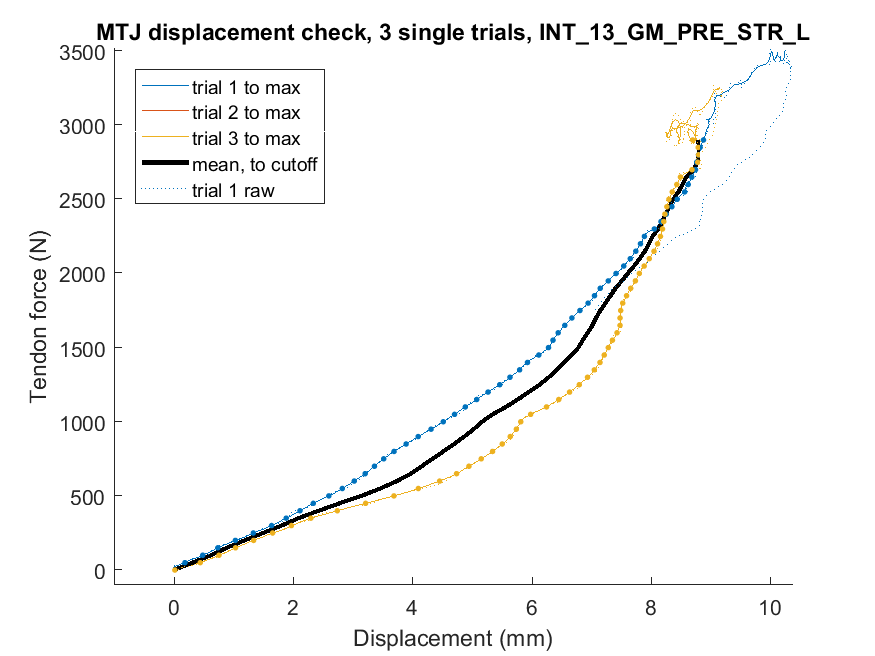 MTJ displacement check, 3 single trials, INT_13_GM_PRE_STR_L
3500
3000
2500
2000
1500
1000
500
0
Tendon force (N)
trial 1 to max
trial 2 to max
trial 3 to max
mean, to cutoff
trial 1 raw
0 2 4 6 8 10
Displacement (mm)